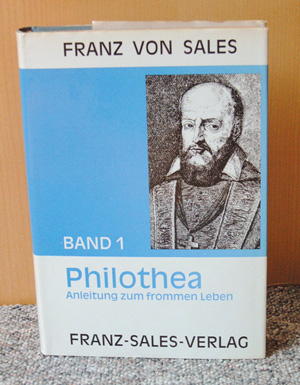 FRANZ VON SALES
BAND 1
Philothea
Anleitung zum frommen Leben
FRANZ-SALES-VERLAG